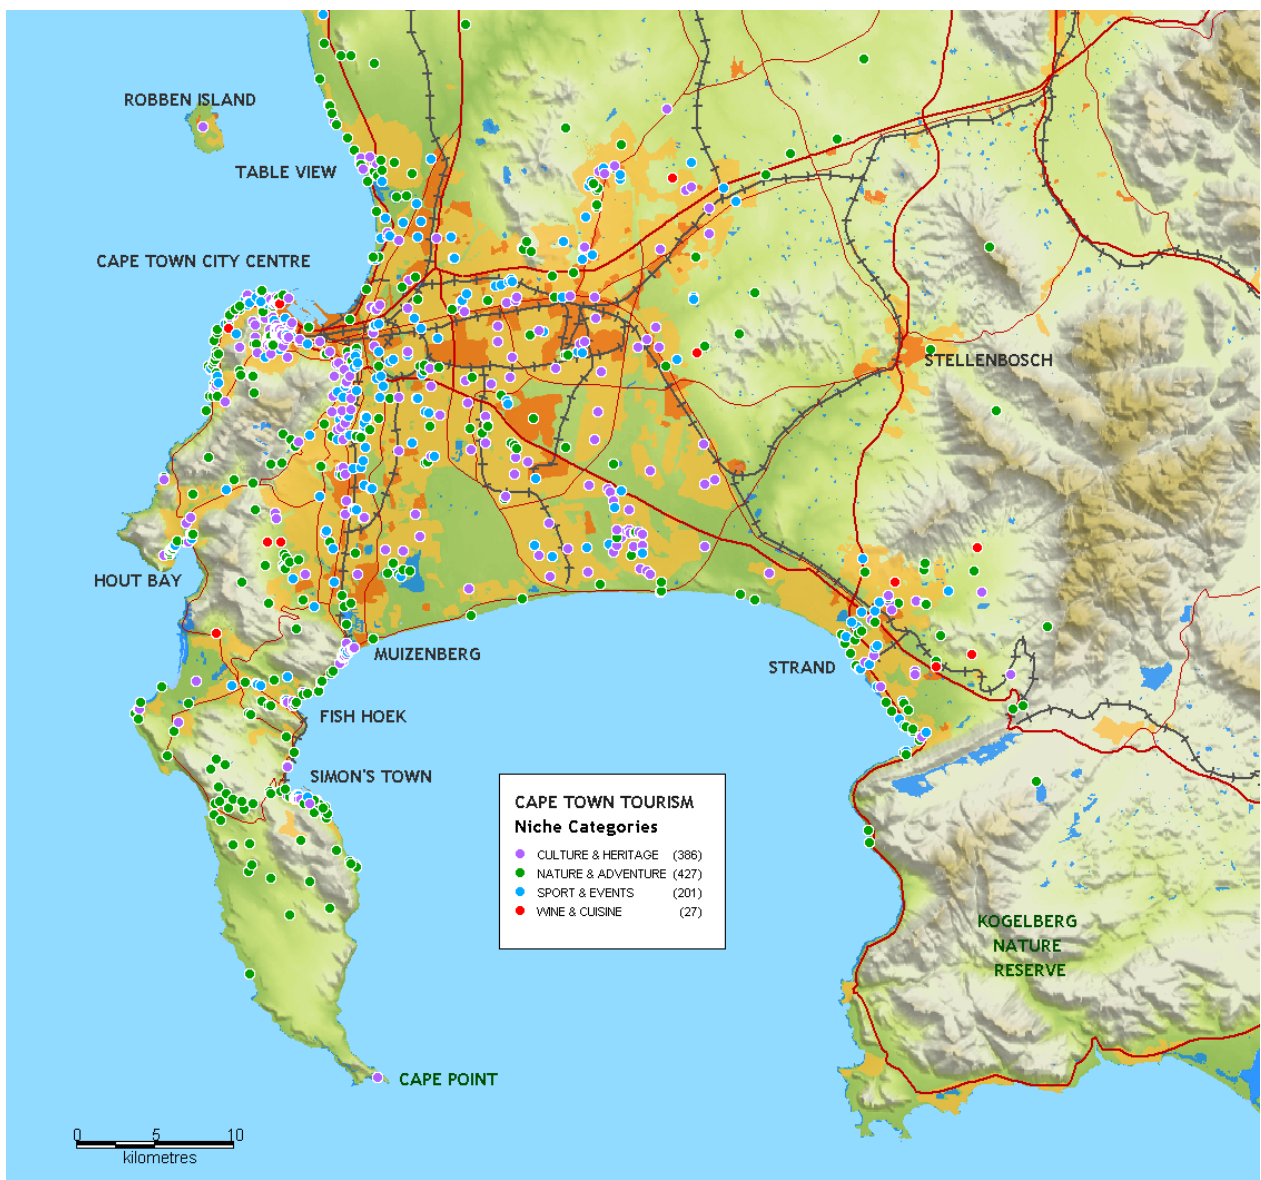 ROBBEN ISLAND
TABLE VIEW
CAPE TOWN CITY CENTRE
STELLENBOSCH
HOUT BAY
MUIZENBERG
STRAND
FISH HOEK
SIMON'S TOWN
CAPE TOWN TOURISM
Niche Categories
CULTURE & HERITAGE (386)
NATURE & ADVENTURE (427)
SPORT & EVENTS (201)
WINE & CUISINE (27)
KOGELBERG
NATURE
RESERVE
CAPE POINT
0 5 10
kilometres